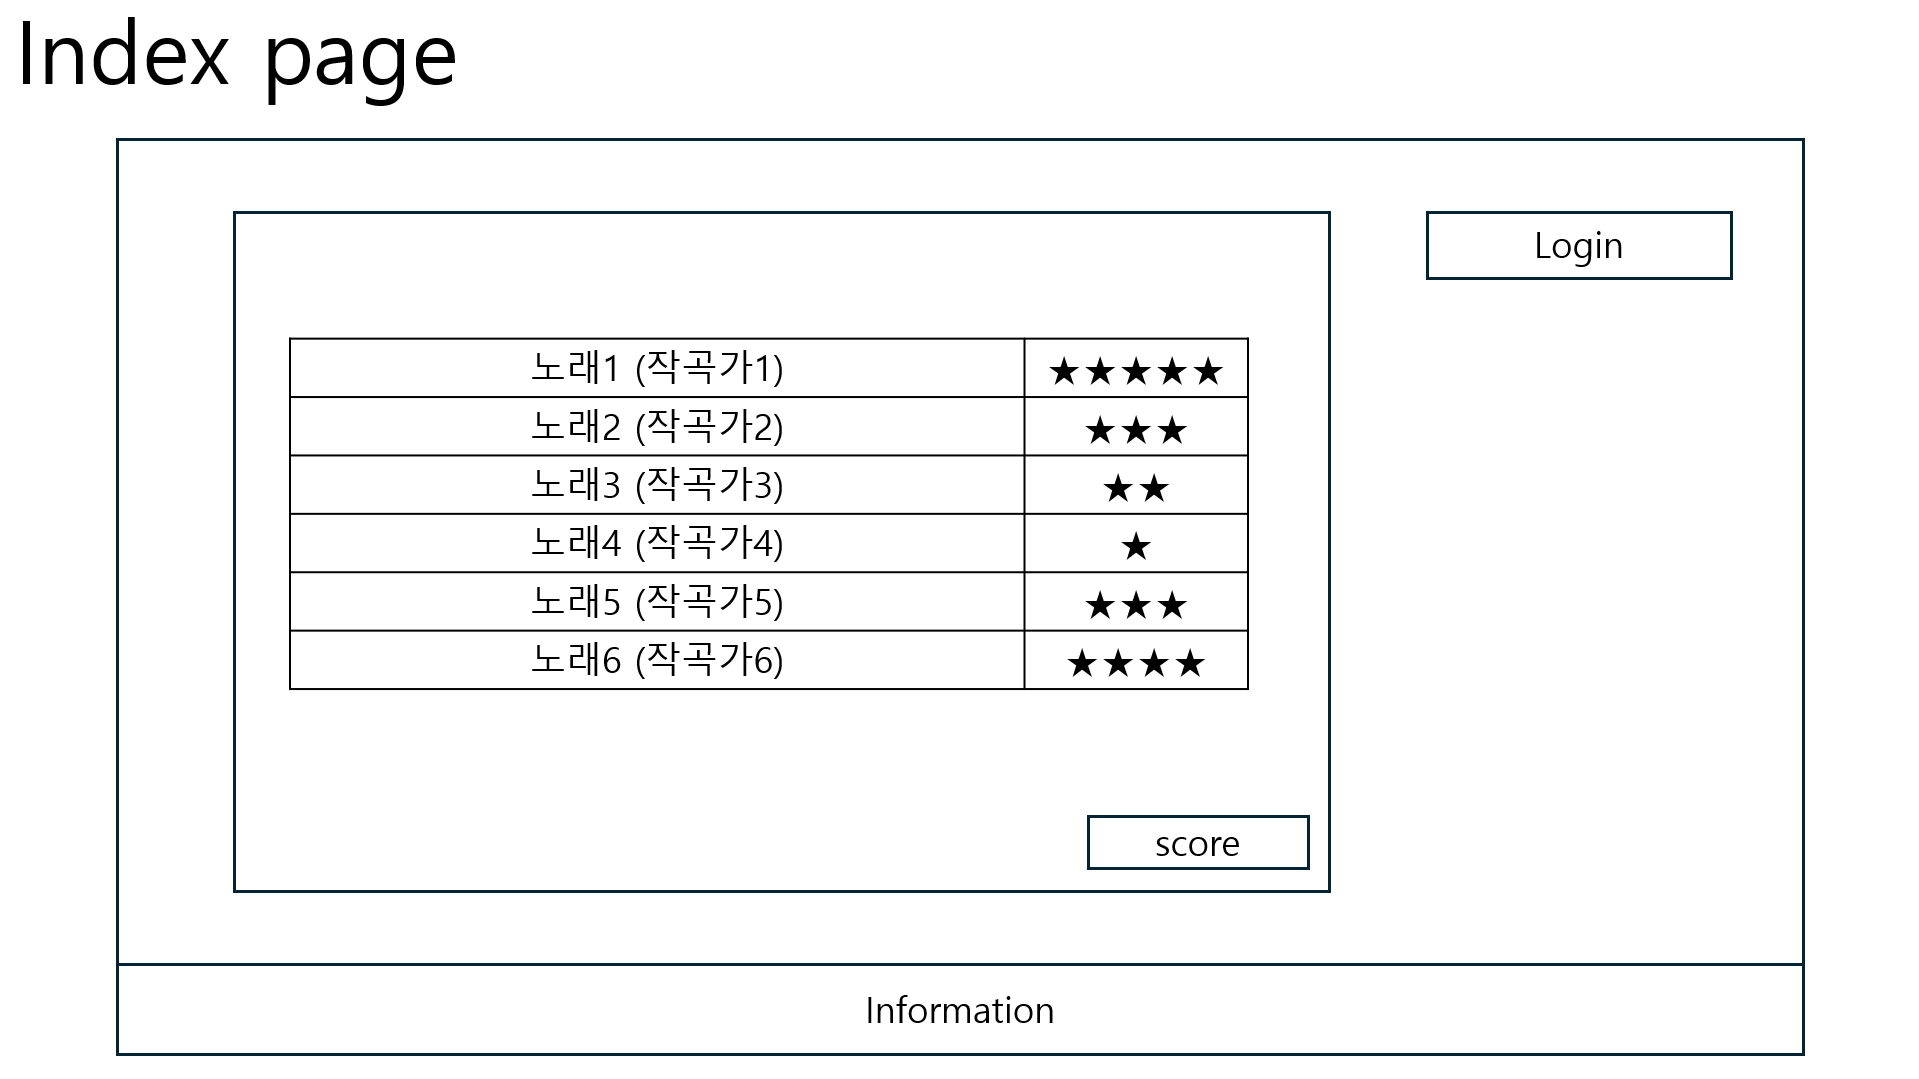 Index page
Login
노래1 (작곡가1) ★★★★★
노래2 (작곡가2) ★★★
노래3 (작곡가3) ★★
노래4 (작곡가4) ★
노래5 (작곡가5) ★★★
노래6 (작곡가6) ★★★★
score
Information